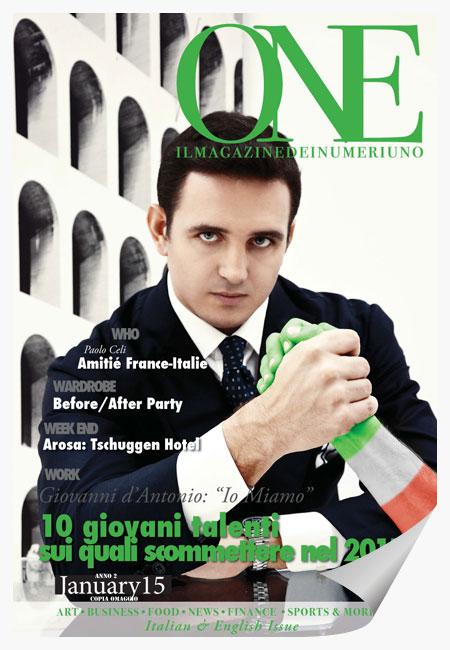 ONE
ILMAGAZINEDEINUMERIUNO
WHO
Paolo Celi
Amitié France-Italie
WARDROBE
Before/After Party
WEEK END
Arosa: Tschuggen Hotel
WORK
Giovanni d'Antonio: “Io Miamo”
10 giovani talenti
sui quali scommettere nel
ANNO 2
January15
COPIA OMAGGIO
ART • BUSINESS • FOOD • NEWS • FINANCE • SPORTS & MORE
Italian & English Issue